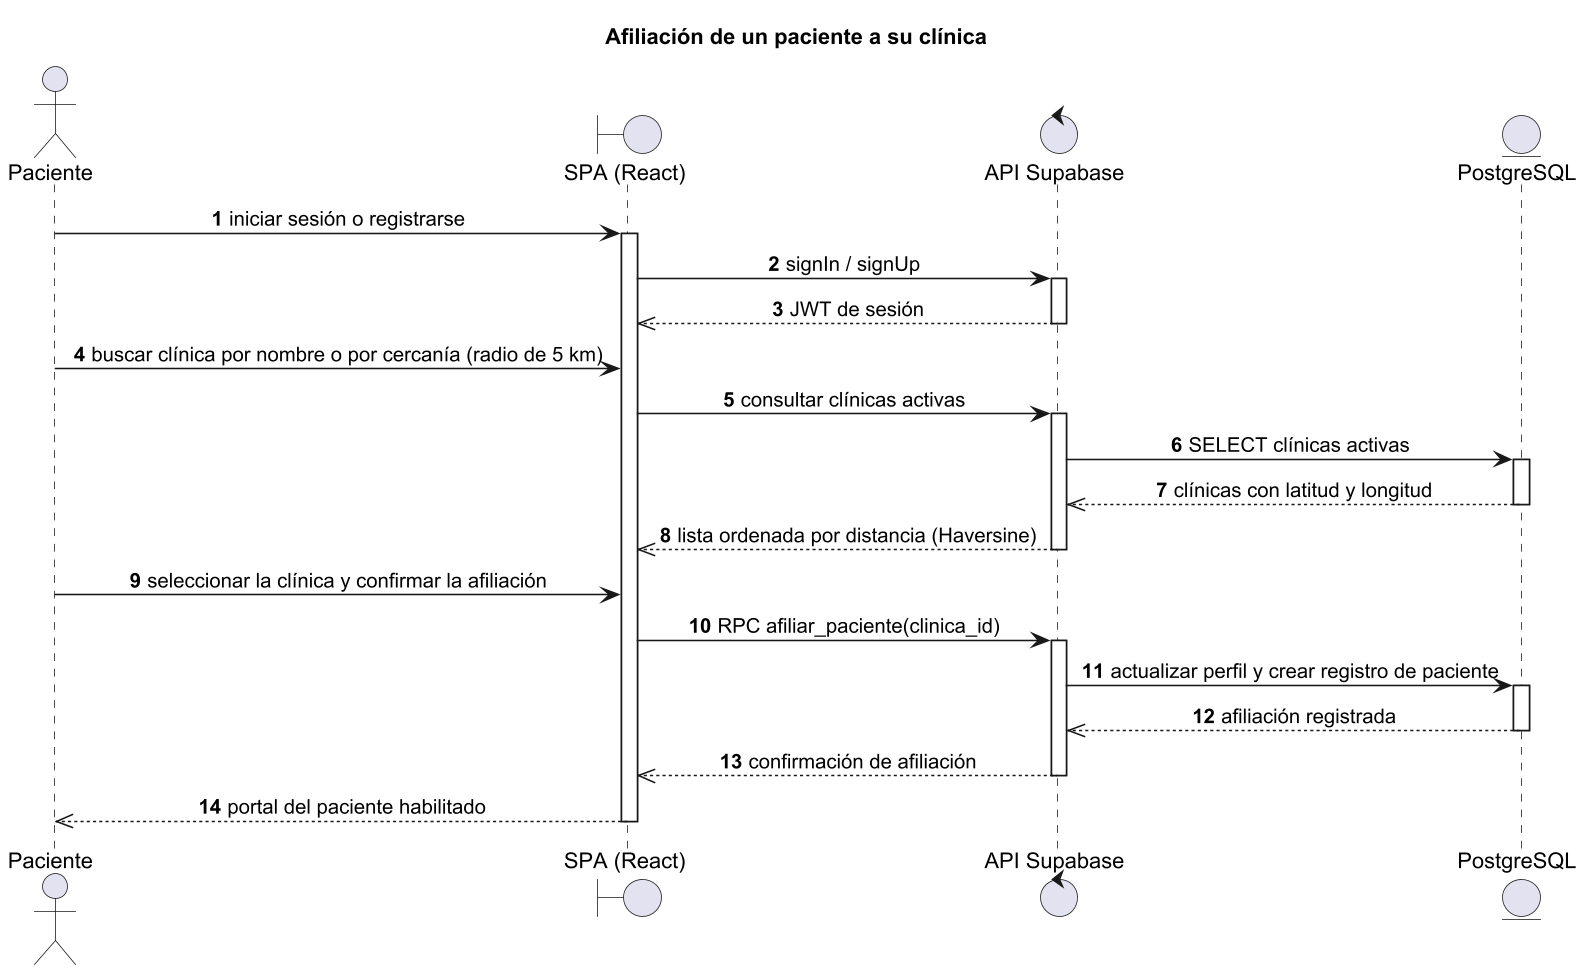 Afiliación de un paciente a su clínica
Paciente
SPA (React)
API Supabase
PostgreSQL
1 iniciar sesión o registrarse
2 signIn / signUp
3 JWT de sesión
4 buscar clínica por nombre o por cercanía (radio de 5 km)
5 consultar clínicas activas
6 SELECT clínicas activas
7 clínicas con latitud y longitud
8 lista ordenada por distancia (Haversine)
9 seleccionar la clínica y confirmar la afiliación
10 RPC afiliar_paciente(clinica_id)
11 actualizar perfil y crear registro de paciente
12 afiliación registrada
13 confirmación de afiliación
14 portal del paciente habilitado
Paciente
SPA (React)
API Supabase
PostgreSQL